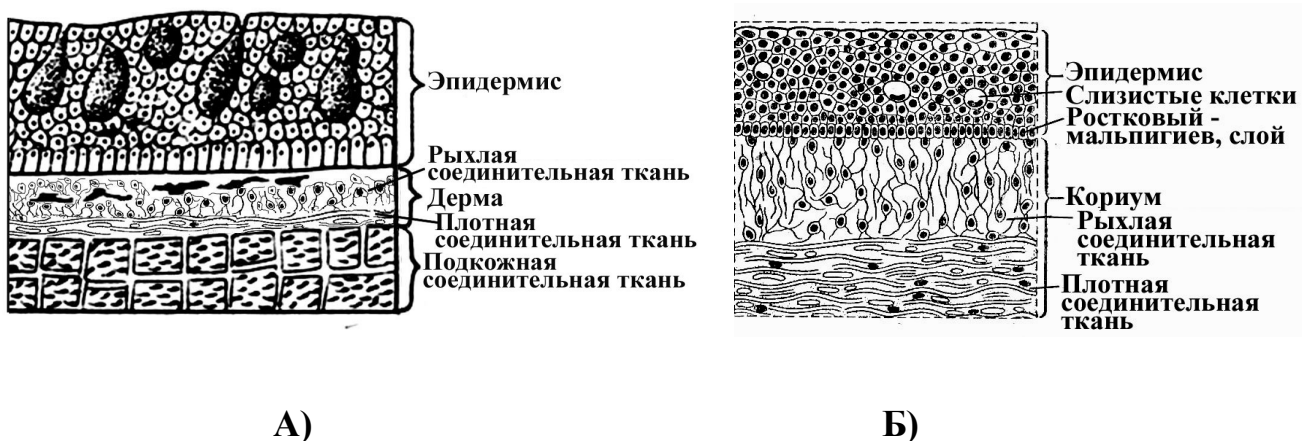 Эпидермис
Рыхлая
соединительная ткань
Дерма
Плотная
соединительная ткань
Подкожная
соединительная ткань
Эпидермис
Слизистые клетки
Ростковый -
мальпигиев, слой
Кориум
Рыхлая
соединительная
ткань
Плотная
соединительная
ткань
А)
Б)